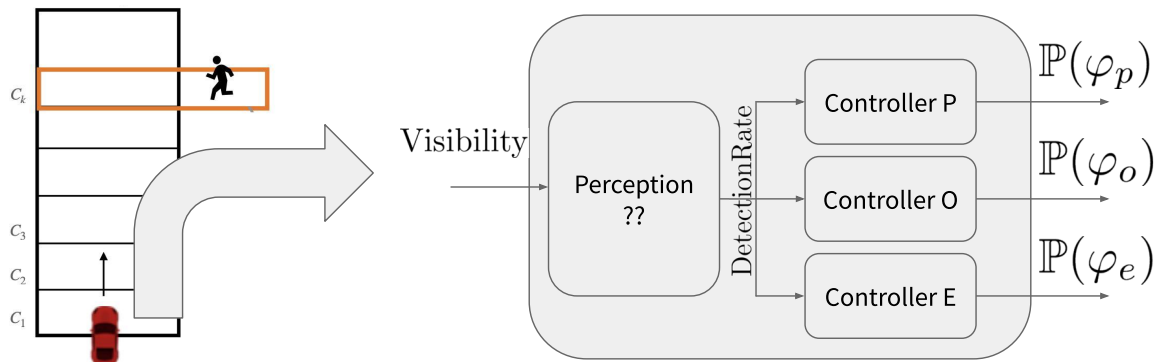 C_k
C_3
C_2
C_1
Visibility
Perception
??
DetectionRate
Controller P
Controller O
Controller E
ℙ(φ_p)
ℙ(φ_o)
ℙ(φ_e)